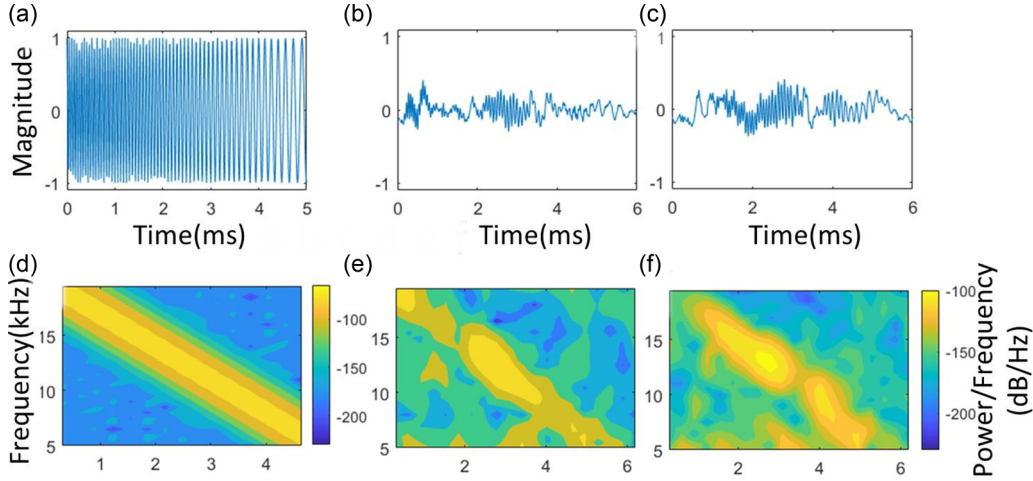 (a) (b) (c)
1 1 1
Magnitude
0 0 0
-1 -1 -1
0 1 2 3 4 5 0 2 4 6 0 2 4 6
Time(ms) Time(ms) Time(ms)
(d) (e) (f)
Frequency(kHz)
15 15 15
10 10 10
5 5 5
1 2 3 4 2 4 6 2 4 6
-100
-150
-200
-100
-150
-200
Power/Frequency
(dB/Hz)